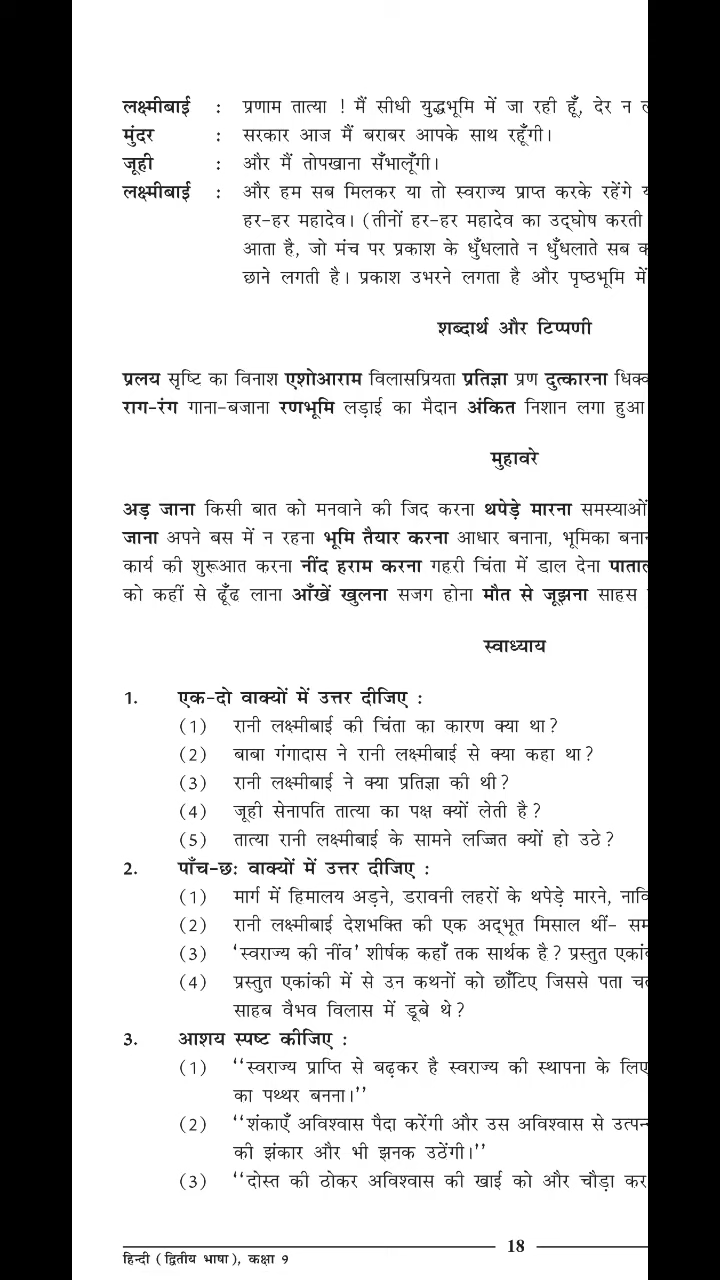 लक्ष्मीबाई : प्रणाम तात्या ! मैं सीधी युद्धभूमि में जा रही हूँ, देर न
मुंदर : सरकार आज मैं बराबर आपके साथ रहूँगी।
जूही : और मैं तोपखाना सँभालूँगी।
लक्ष्मीबाई : और हम सब मिलकर या तो स्वराज्य प्राप्त करके रहेंगे
हर-हर महादेव। (तीनों हर-हर महादेव का उद्घोष करती
आता है, जो मंच पर प्रकाश के धुँधलाते न धुँधलाते सब
छाने लगती है। प्रकाश उभरने लगता है और पृष्ठभूमि में
शब्दार्थ और टिप्पणी
प्रलय सृष्टि का विनाश एशोआराम विलासप्रियता प्रतिज्ञा प्रण दुत्कारना
राग-रंग गाना-बजाना रणभूमि लड़ाई का मैदान अंकित निशान लगा हुआ
मुहावरे
अड़ जाना किसी बात को मनवाने की जिद करना थपेड़े मारना समस्याओं
जाना अपने बस में न रहना भूमि तैयार करना आधार बनाना, भूमिका
कार्य की शुरूआत करना नींद हराम करना गहरी चिंता में डाल देना
को कहीं से ढूँढ लाना आँखें खुलना सजग होना मौत से जूझना साहस
स्वाध्याय
1. एक-दो वाक्यों में उत्तर दीजिए :
(1) रानी लक्ष्मीबाई की चिंता का कारण क्या था ?
(2) बाबा गंगादास ने रानी लक्ष्मीबाई से क्या कहा था ?
(3) रानी लक्ष्मीबाई ने क्या प्रतिज्ञा की थी ?
(4) जूही सेनापति तात्या का पक्ष क्यों लेती है ?
(5) तात्या रानी लक्ष्मीबाई के सामने लज्जित क्यों हो उठे ?
2. पाँच-छः वाक्यों में उत्तर दीजिए :
(1) मार्ग में हिमालय अड़ने, डरावनी लहरों के थपेड़े मारने,
(2) रानी लक्ष्मीबाई देशभक्ति की एक अद्भूत मिसाल थीं-
(3) ‘स्वराज्य की नींव’ शीर्षक कहाँ तक सार्थक है ? प्रस्तुत
(4) प्रस्तुत एकांकी में से उन कथनों को छाँटिए जिससे पता
साहब वैभव विलास में डूबे थे ?
3. आशय स्पष्ट कीजिए :
(1) ‘‘स्वराज्य प्राप्ति से बढ़कर है स्वराज्य की स्थापना के लिए
का पथ्थर बनना।’’
(2) ‘‘शंकाएँ अविश्वास पैदा करेंगी और उस अविश्वास से
की झंकार और भी झनक उठेंगी।’’
(3) ‘‘दोस्त की ठोकर अविश्वास की खाई को और चौड़ा कर
18
हिन्दी (द्वितीय भाषा), कक्षा 9